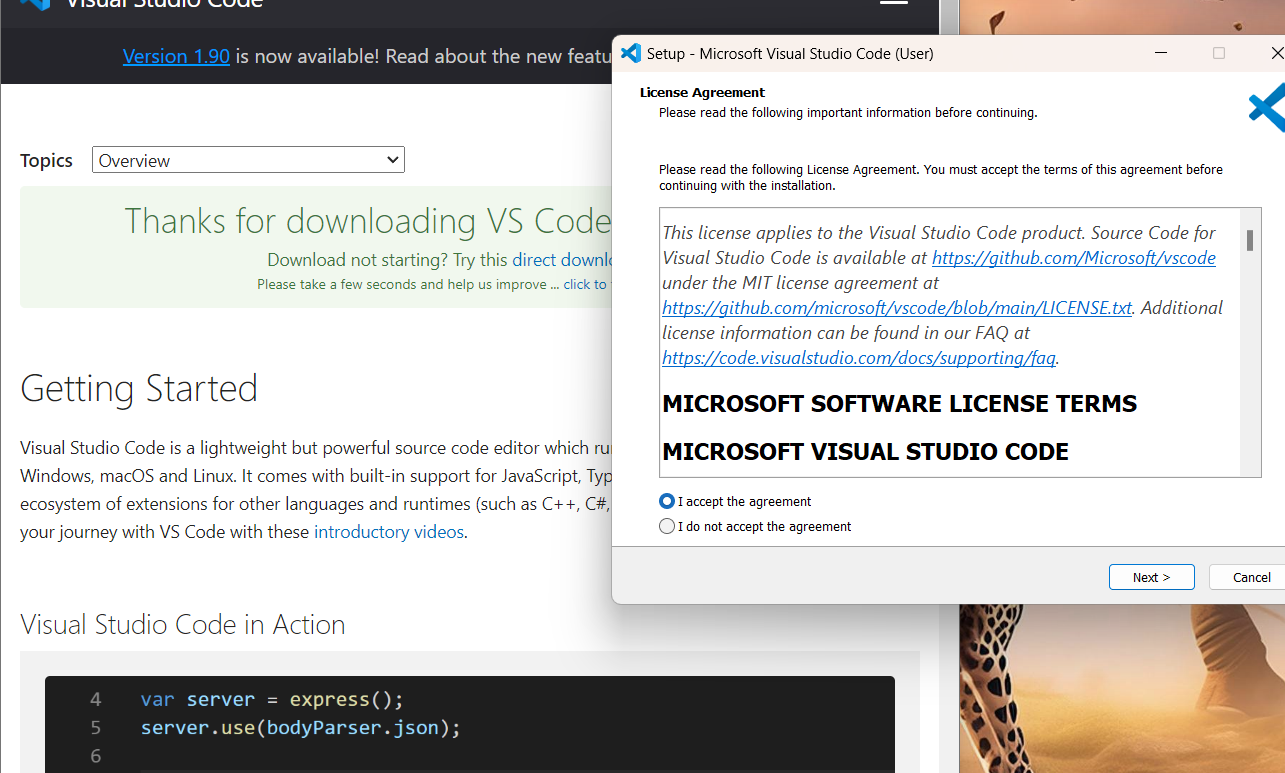 Visual Studio Code
Version 1.90 is now available! Read about the new featu
Topics
Overview
Thanks for downloading VS Code
Download not starting? Try this direct downlo
Please take a few seconds and help us improve ... click to
Getting Started
Visual Studio Code is a lightweight but powerful source code editor which ru
Windows, macOS and Linux. It comes with built-in support for JavaScript, Typ
ecosystem of extensions for other languages and runtimes (such as C++, C#,
your journey with VS Code with these introductory videos.
Visual Studio Code in Action
4 var server = express();
5 server.use(bodyParser.json);
6
Setup - Microsoft Visual Studio Code (User)
License Agreement
Please read the following important information before continuing.
Please read the following License Agreement. You must accept the terms of this agreement before
continuing with the installation.
This license applies to the Visual Studio Code product. Source Code for
Visual Studio Code is available at https://github.com/Microsoft/vscode
under the MIT license agreement at
https://github.com/microsoft/vscode/blob/main/LICENSE.txt. Additional
license information can be found in our FAQ at
https://code.visualstudio.com/docs/supporting/faq.
MICROSOFT SOFTWARE LICENSE TERMS
MICROSOFT VISUAL STUDIO CODE
I accept the agreement
I do not accept the agreement
Next >
Cancel